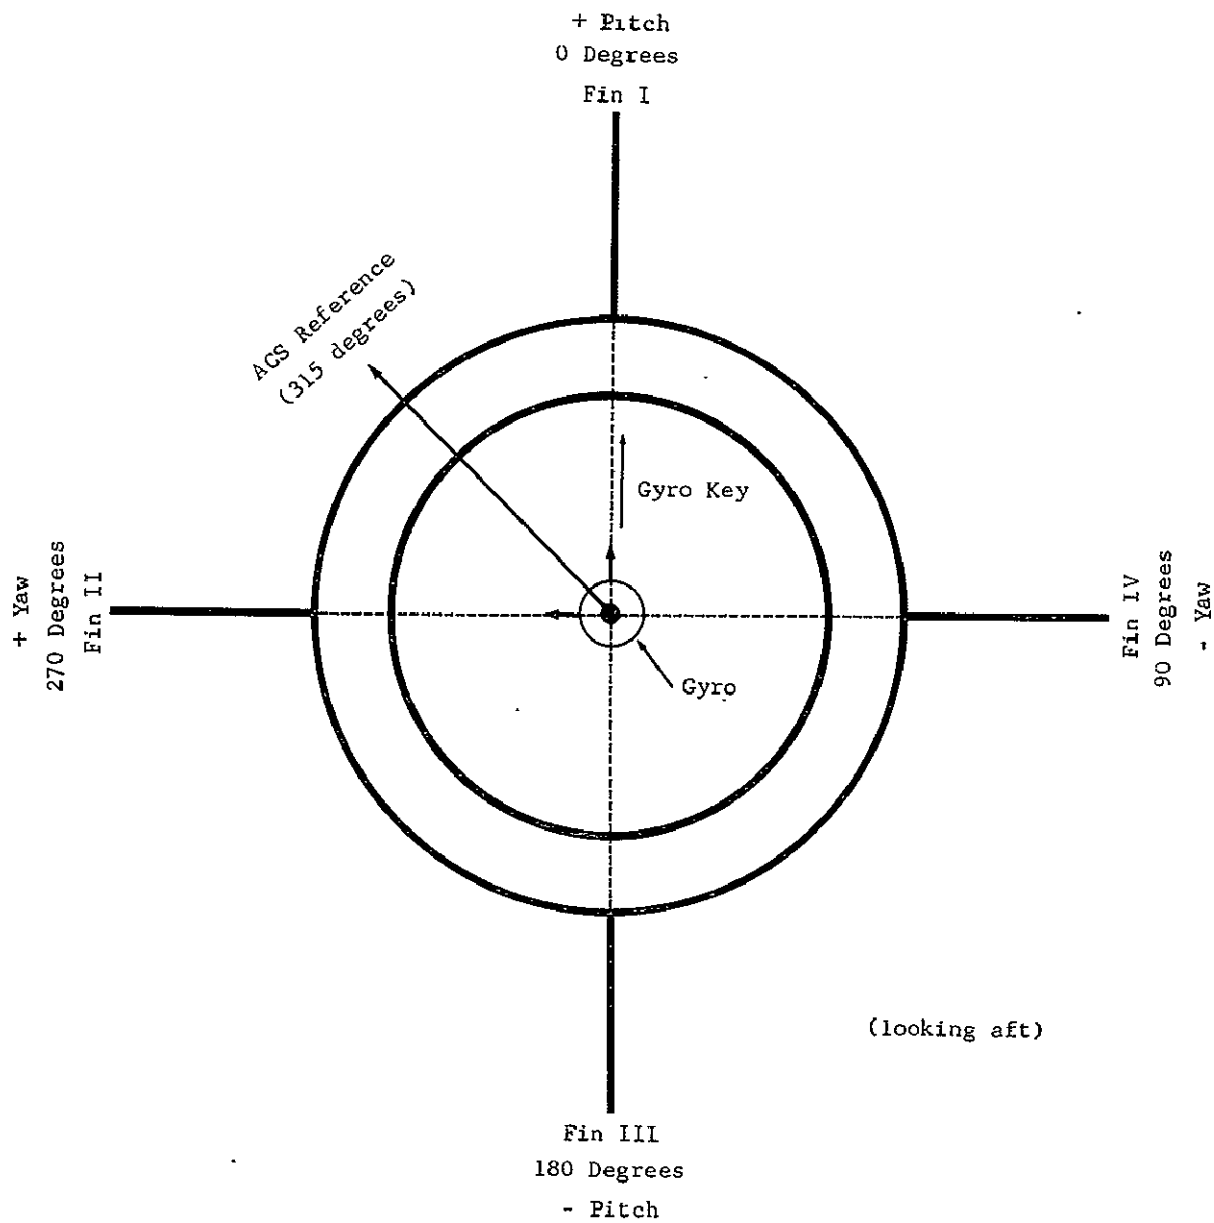 + Pitch
0 Degrees
Fin I
ACS Reference
(315 degrees)
Gyro Key
+ Yaw
270 Degrees
Fin II
Fin IV
90 Degrees
- Yaw
Gyro
(looking aft)
Fin III
180 Degrees
- Pitch